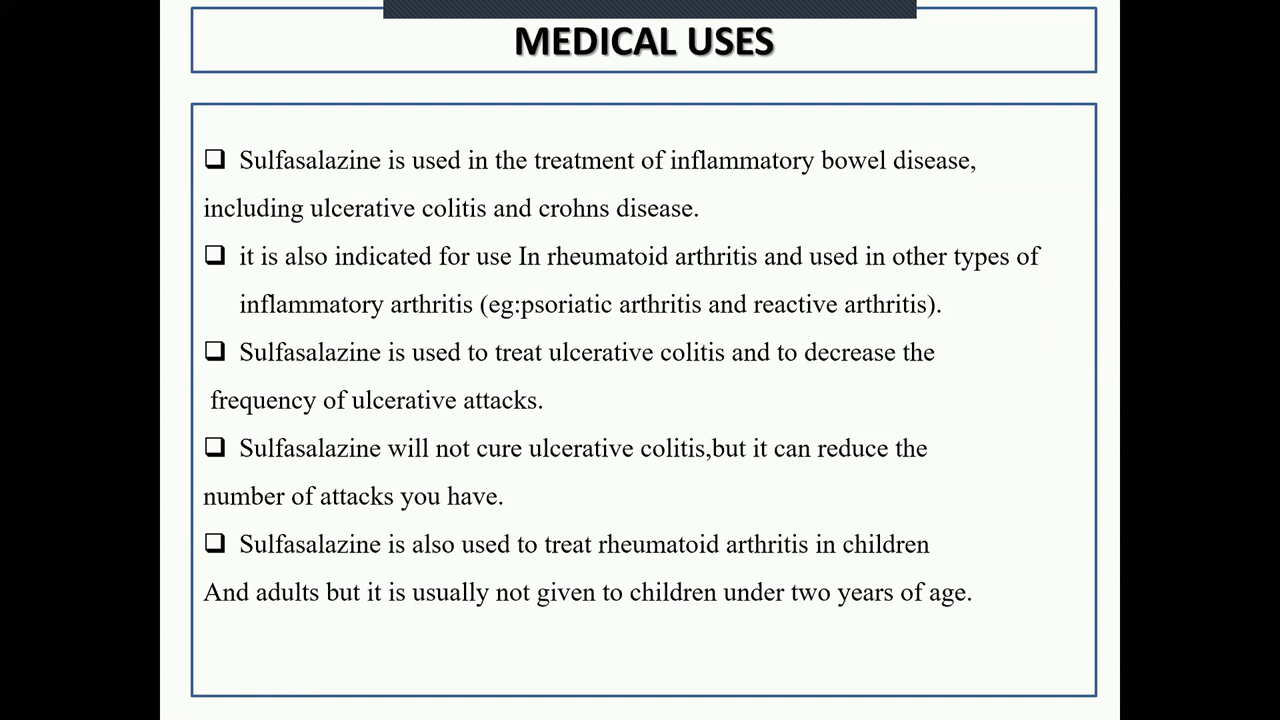 MEDICAL USES
❑ Sulfasalazine is used in the treatment of inflammatory bowel disease,
including ulcerative colitis and crohns disease.
❑ it is also indicated for use In rheumatoid arthritis and used in other types of
inflammatory arthritis (eg:psoriatic arthritis and reactive arthritis).
❑ Sulfasalazine is used to treat ulcerative colitis and to decrease the
frequency of ulcerative attacks.
❑ Sulfasalazine will not cure ulcerative colitis,but it can reduce the
number of attacks you have.
❑ Sulfasalazine is also used to treat rheumatoid arthritis in children
And adults but it is usually not given to children under two years of age.